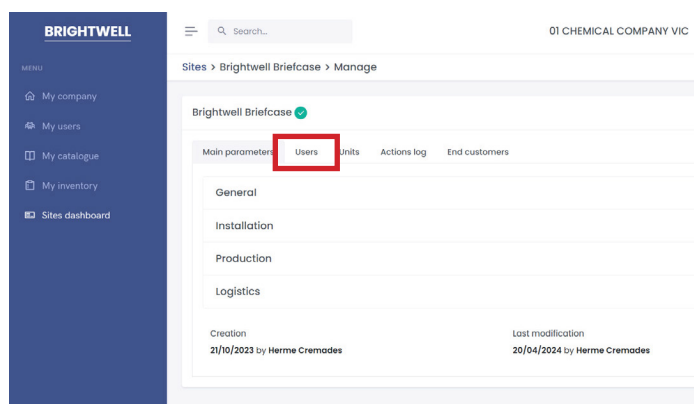 BRIGHTWELL
Search...
01 CHEMICAL COMPANY VIC
MENU
Sites > Brightwell Briefcase > Manage
My company
My users
My catalogue
My inventory
Sites dashboard
Brightwell Briefcase
Main parameters Users Units Actions log End customers
General
Installation
Production
Logistics
Creation Last modification
21/10/2023 by Herme Cremades 20/04/2024 by Herme Cremades